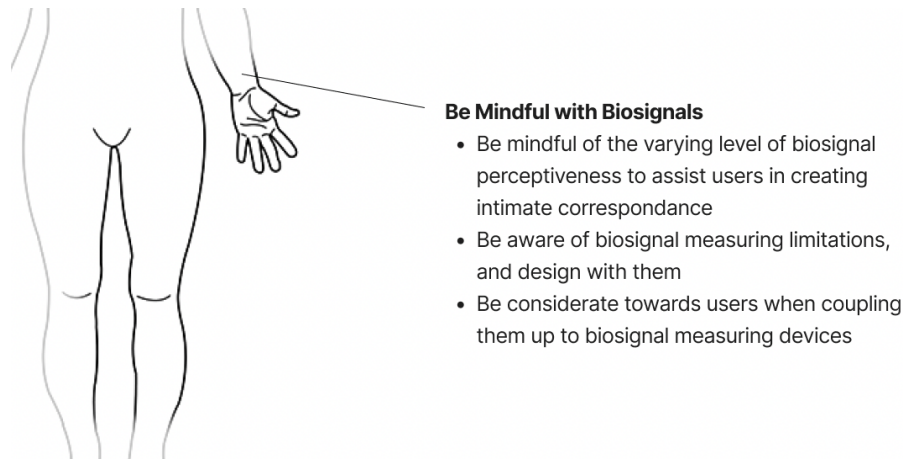 Be Mindful with Biosignals
• Be mindful of the varying level of biosignal
perceptiveness to assist users in creating
intimate correspondance
• Be aware of biosignal measuring limitations,
and design with them
• Be considerate towards users when coupling
them up to biosignal measuring devices